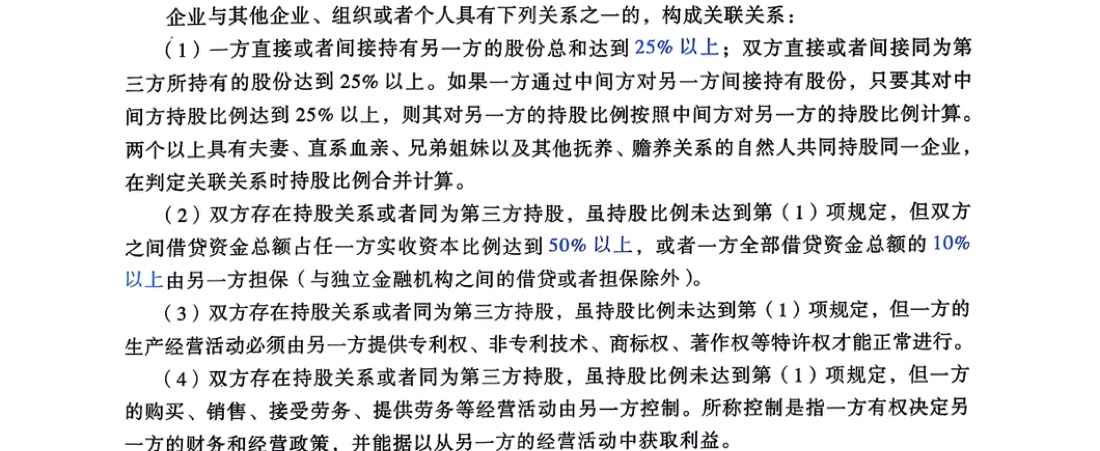 企业与其他企业、组织或者个人具有下列关系之一的，构成关联关系：
（1）一方直接或者间接持有另一方的股份总和达到 25% 以上；双方直接或者间接同为第
三方所持有的股份达到 25% 以上。如果一方通过中间方对另一方间接持有股份，只要其对中
间方持股比例达到 25% 以上，则其对另一方的持股比例按照中间方对另一方的持股比例计算。
两个以上具有夫妻、直系血亲、兄弟姐妹以及其他抚养、赡养关系的自然人共同持股同一企业，
在判定关联关系时持股比例合并计算。
（2）双方存在持股关系或者同为第三方持股，虽持股比例未达到第（1）项规定，但双方
之间借贷资金总额占任一方实收资本比例达到 50% 以上，或者一方全部借贷资金总额的 10%
以上由另一方担保（与独立金融机构之间的借贷或者担保除外）。
（3）双方存在持股关系或者同为第三方持股，虽持股比例未达到第（1）项规定，但一方的
生产经营活动必须由另一方提供专利权、非专利技术、商标权、著作权等特许权才能正常进行。
（4）双方存在持股关系或者同为第三方持股，虽持股比例未达到第（1）项规定，但一方
的购买、销售、接受劳务、提供劳务等经营活动由另一方控制。所称控制是指一方有权决定另
一方的财务和经营政策，并能据以从另一方的经营活动中获取利益。